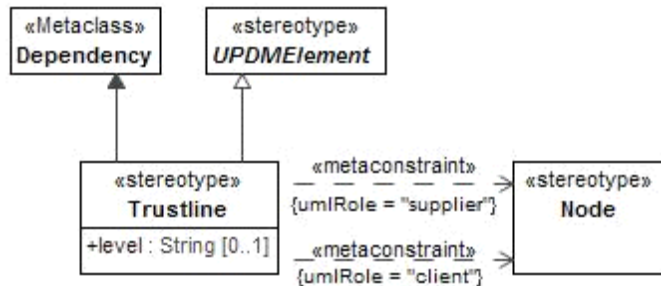 «Metaclass»
Dependency
«stereotype»
UPDMElement
«stereotype»
Trustline
+level : String [0..1]
«metaconstraint»
{umlRole = "supplier"}
«metaconstraint»
{umlRole = "client"}
«stereotype»
Node